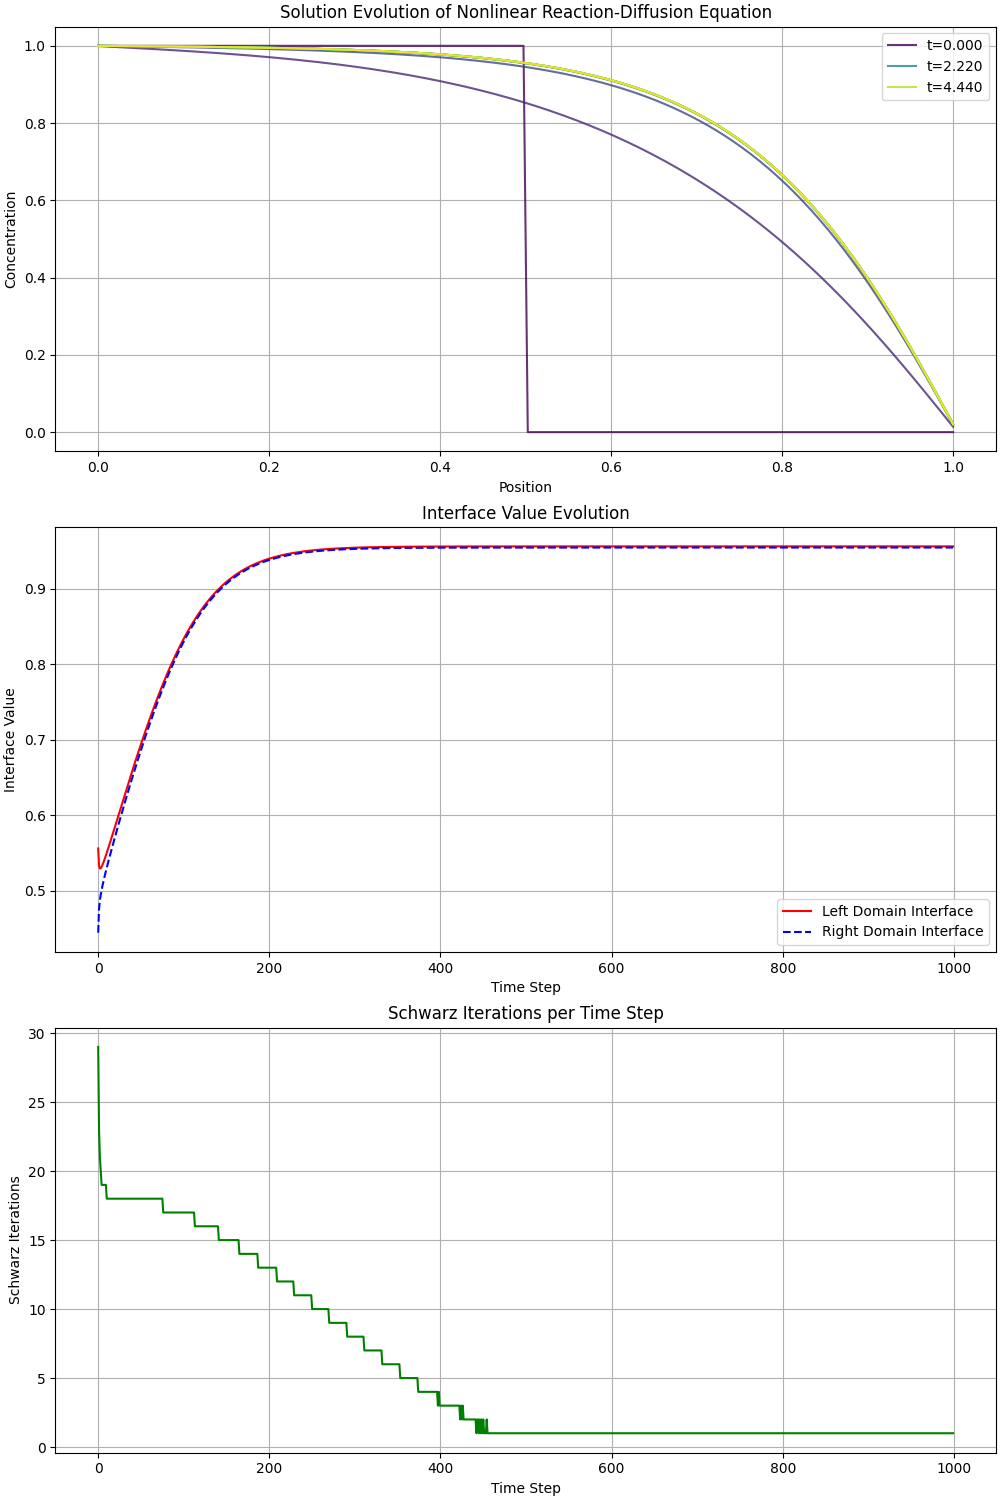 Solution Evolution of Nonlinear Reaction-Diffusion Equation
1.0
0.8
0.6
0.4
0.2
0.0
Concentration
t=0.000
t=2.220
t=4.440
0.0 0.2 0.4 0.6 0.8 1.0
Position
Interface Value Evolution
0.9
0.8
0.7
0.6
0.5
Interface Value
Left Domain Interface
Right Domain Interface
0 200 400 600 800 1000
Time Step
Schwarz Iterations per Time Step
30
25
20
15
10
5
0
Schwarz Iterations
0 200 400 600 800 1000
Time Step